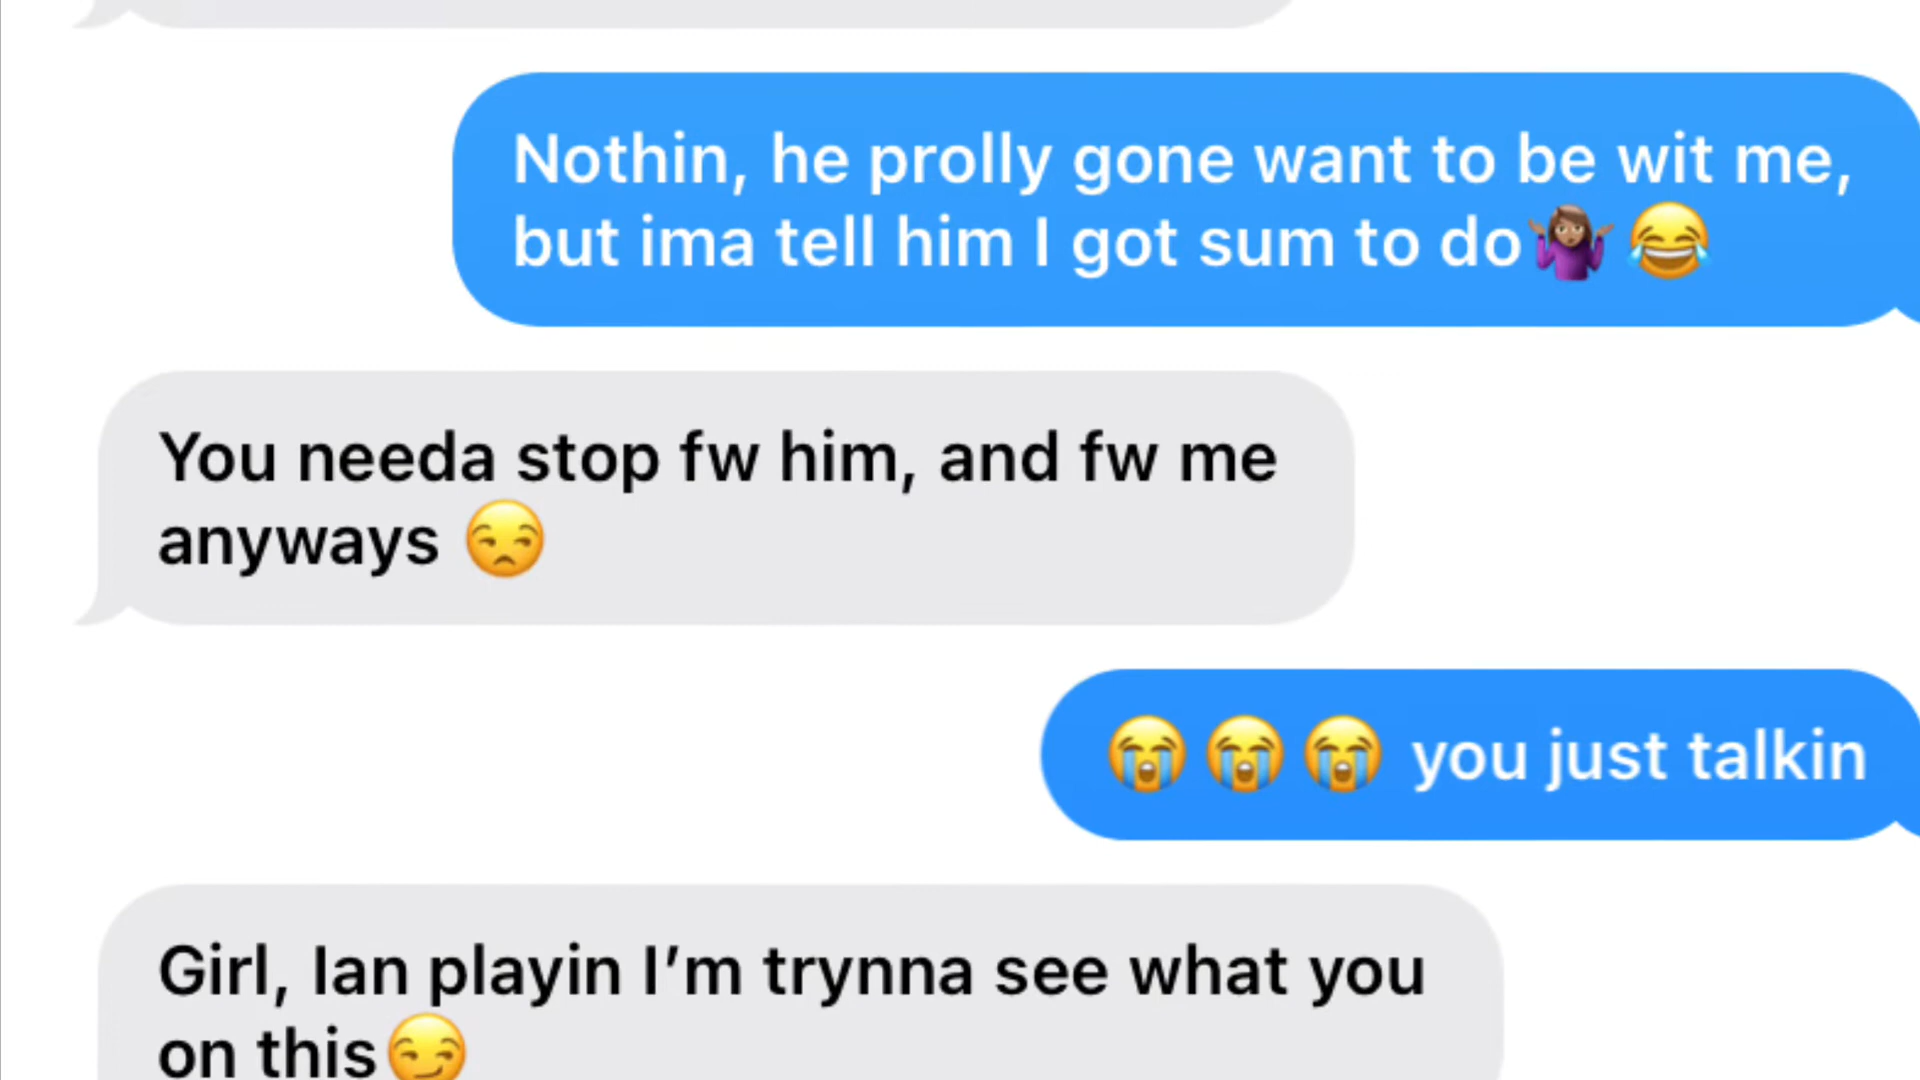 Nothin, he prolly gone want to be wit me,
but ima tell him I got sum to do🤷🏽‍♀️ 😂
You needa stop fw him, and fw me
anyways 😒
😭 😭 😭 you just talkin
Girl, Ian playin I’m trynna see what you
on this😏